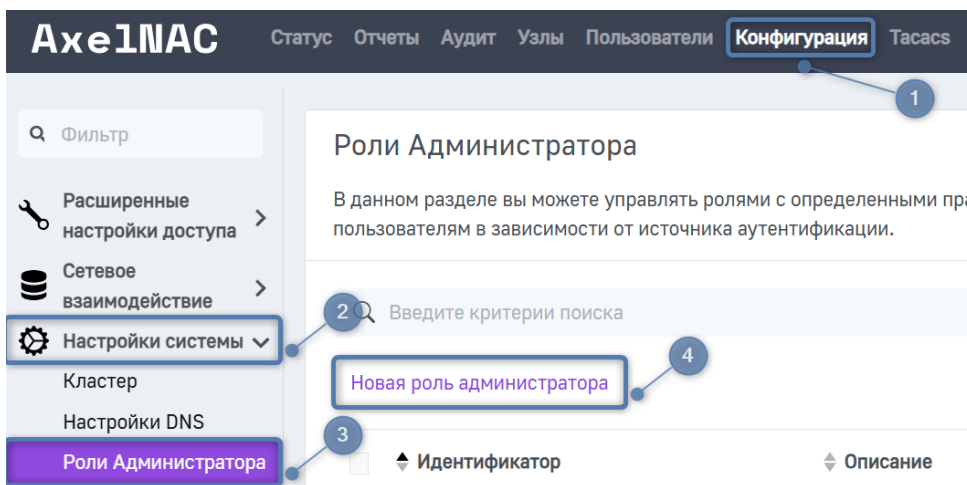 AxelNAC
Статус Отчеты Аудит Узлы Пользователи Конфигурация Tacacs
1
Фильтр
Роли Администратора
Расширенные
настройки доступа
В данном разделе вы можете управлять ролями с определенными
пользователям в зависимости от источника аутентификации.
Сетевое
взаимодействие
2
Введите критерии поиска
Настройки системы
4
Кластер
Новая роль администратора
Настройки DNS
3
Роли Администратора
Идентификатор
Описание